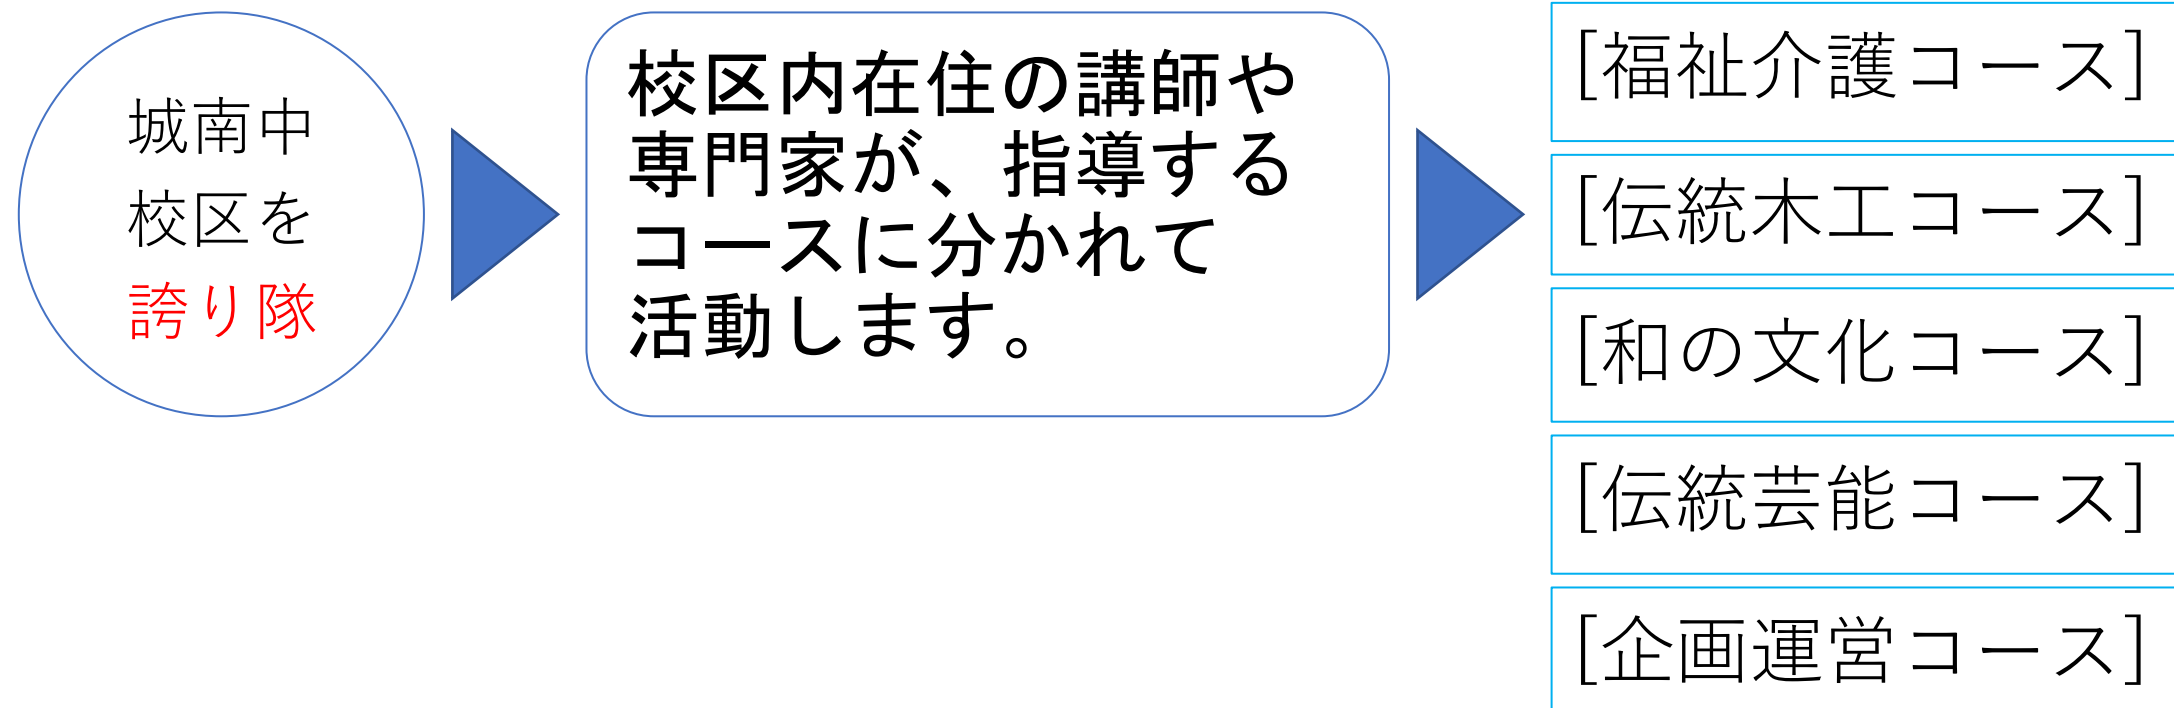 城南中
校区を
誇り隊
校区内在住の講師や
専門家が、指導する
コースに分かれて
活動します。
[福祉介護コース]
[伝統木工コース]
[和の文化コース]
[伝統芸能コース]
[企画運営コース]